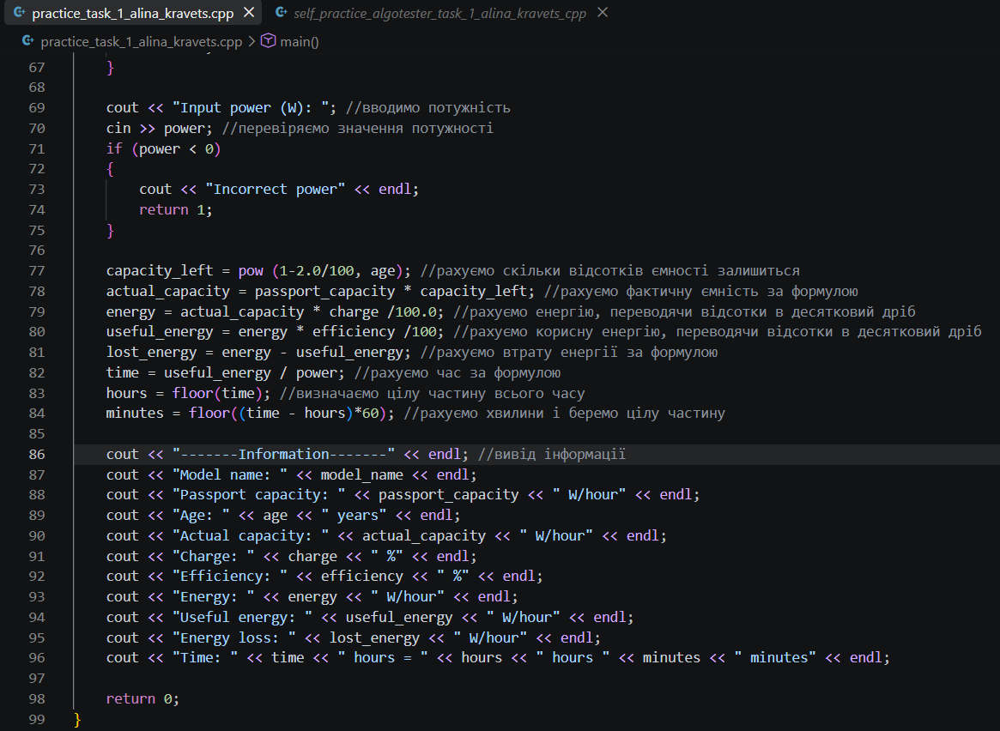 practice_task_1_alina_kravets.cpp self_practice_algotester_task_1_alina_kravets_cpp
practice_task_1_alina_kravets.cpp > main()
67 }
68
69 cout << "Input power (W): "; //вводимо потужність
70 cin >> power; //перевіряємо значення потужності
71 if (power < 0)
72 {
73 cout << "Incorrect power" << endl;
74 return 1;
75 }
76
77 capacity_left = pow (1-2.0/100, age); //рахуємо скільки відсотків ємності залишиться
78 actual_capacity = passport_capacity * capacity_left; //рахуємо фактичну ємність за формулою
79 energy = actual_capacity * charge /100.0; //рахуємо енергію, переводячи відсотки в десятковий дріб
80 useful_energy = energy * efficiency /100; //рахуємо корисну енергію, переводячи відсотки в десятковий дріб
81 lost_energy = energy - useful_energy; //рахуємо втрату енергії за формулою
82 time = useful_energy / power; //рахуємо час за формулою
83 hours = floor(time); //визначаємо цілу частину всього часу
84 minutes = floor((time - hours)*60); //рахуємо хвилини і беремо цілу частину
85
86 cout << "-------Information-------" << endl; //вивід інформації
87 cout << "Model name: " << model_name << endl;
88 cout << "Passport capacity: " << passport_capacity << " W/hour" << endl;
89 cout << "Age: " << age << " years" << endl;
90 cout << "Actual capacity: " << actual_capacity << " W/hour" << endl;
91 cout << "Charge: " << charge << " %" << endl;
92 cout << "Efficiency: " << efficiency << " %" << endl;
93 cout << "Energy: " << energy << " W/hour" << endl;
94 cout << "Useful energy: " << useful_energy << " W/hour" << endl;
95 cout << "Energy loss: " << lost_energy << " W/hour" << endl;
96 cout << "Time: " << time << " hours = " << hours << " hours " << minutes << " minutes" << endl;
97
98 return 0;
99 }